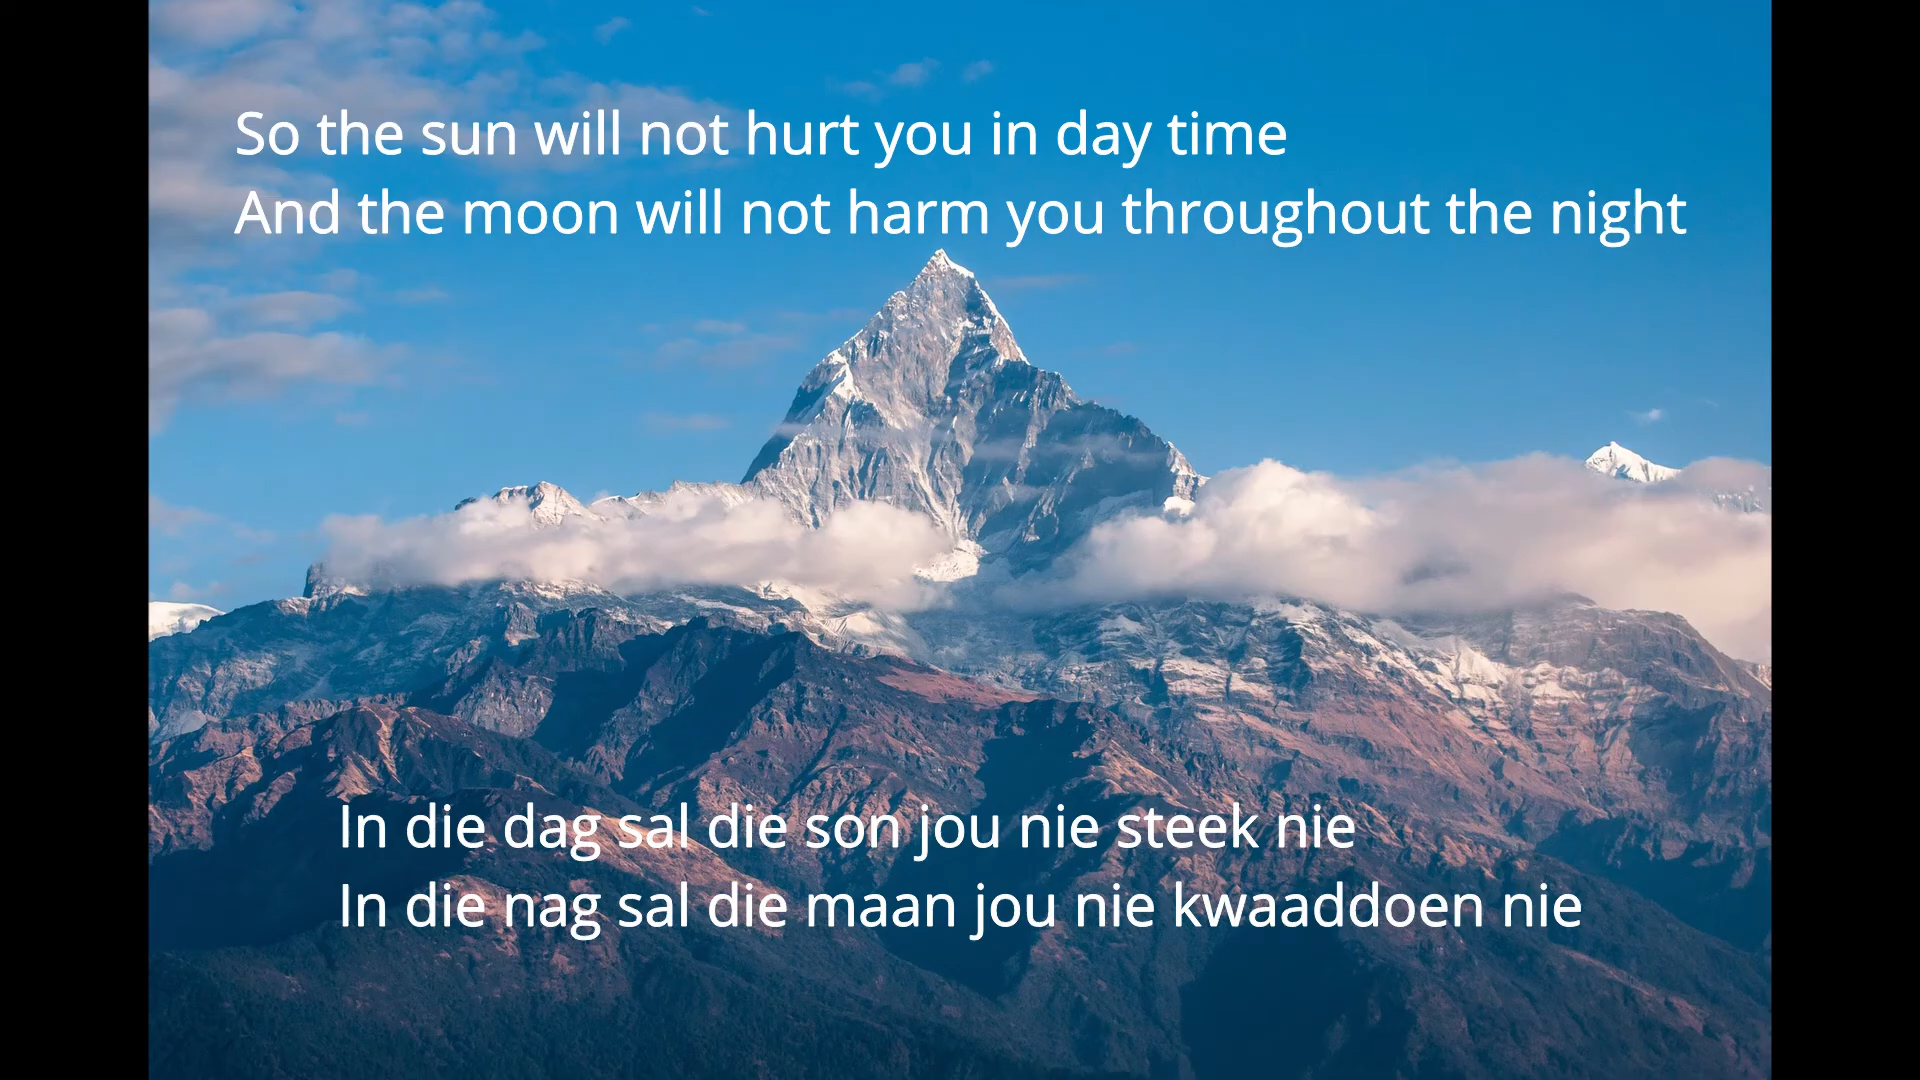 So the sun will not hurt you in day time
And the moon will not harm you throughout the night
In die dag sal die son jou nie steek nie
In die nag sal die maan jou nie kwaaddoen nie